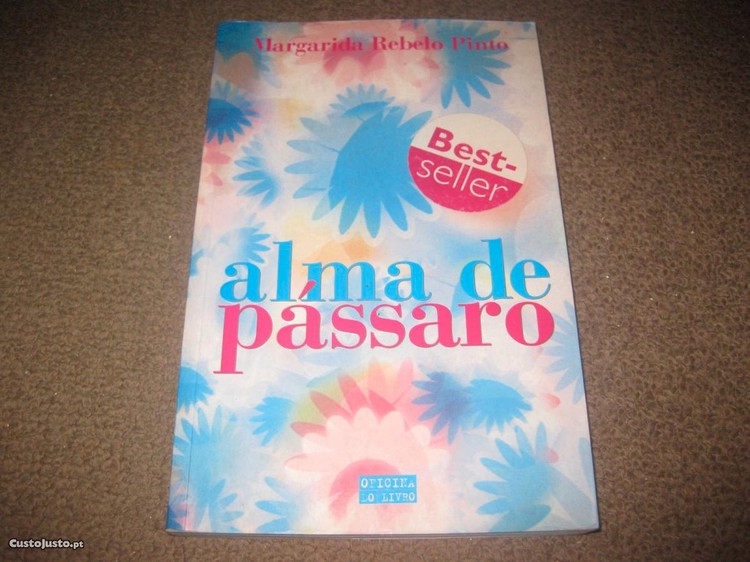 Margarida Rebelo Pinto
Best-
seller
alma de
pássaro
OFICINA
DO LIVRO
CustoJusto.pt